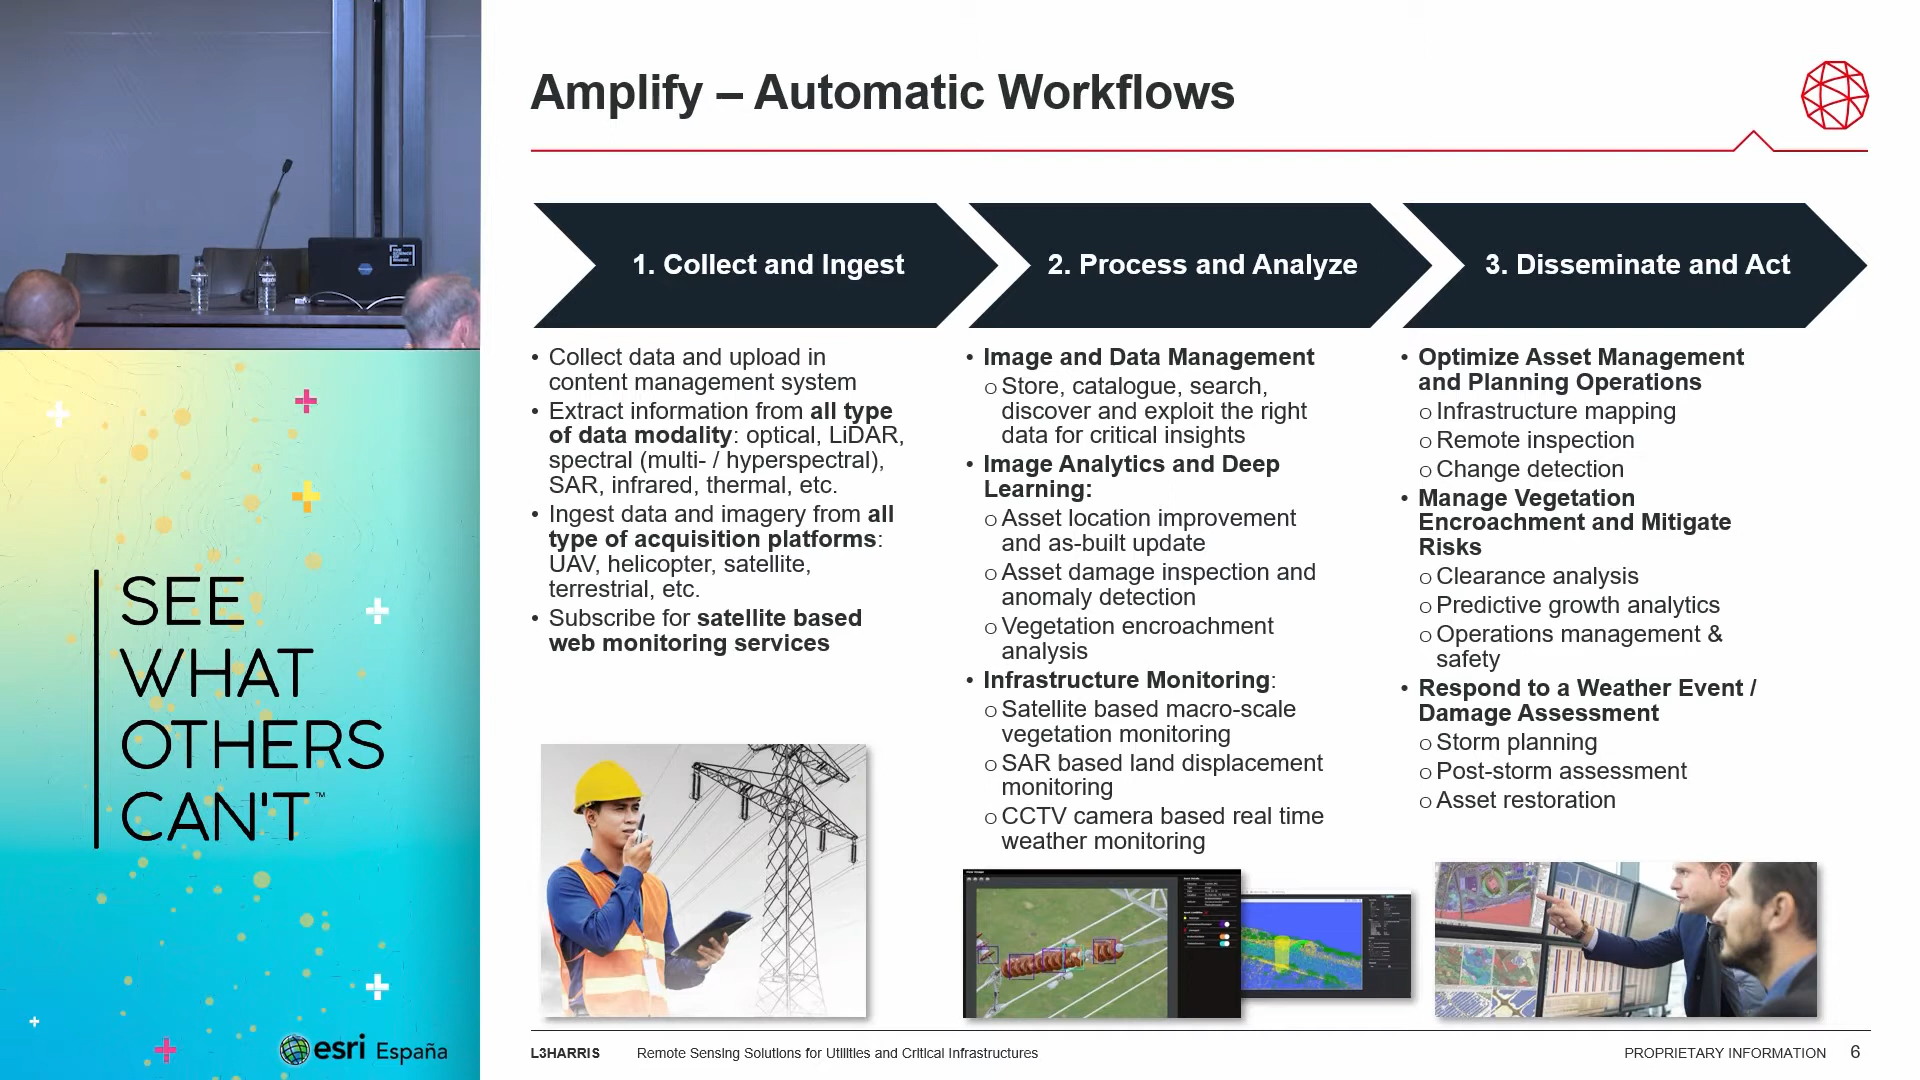 Amplify – Automatic Workflows
1. Collect and Ingest
2. Process and Analyze
3. Disseminate and Act
• Collect data and upload in
content management system
• Extract information from all type
of data modality: optical, LiDAR,
spectral (multi- / hyperspectral),
SAR, infrared, thermal, etc.
• Ingest data and imagery from all
type of acquisition platforms:
UAV, helicopter, satellite,
terrestrial, etc.
• Subscribe for satellite based
web monitoring services
• Image and Data Management
o Store, catalogue, search,
discover and exploit the right
data for critical insights
• Image Analytics and Deep
Learning:
o Asset location improvement
and as-built update
o Asset damage inspection and
anomaly detection
o Vegetation encroachment
analysis
• Infrastructure Monitoring:
o Satellite based macro-scale
vegetation monitoring
o SAR based land displacement
monitoring
o CCTV camera based real time
weather monitoring
• Optimize Asset Management
and Planning Operations
o Infrastructure mapping
o Remote inspection
o Change detection
• Manage Vegetation
Encroachment and Mitigate
Risks
o Clearance analysis
o Predictive growth analytics
o Operations management &
safety
• Respond to a Weather Event /
Damage Assessment
o Storm planning
o Post-storm assessment
o Asset restoration
SEE
WHAT
OTHERS
CAN'T™
esri España
L3HARRIS Remote Sensing Solutions for Utilities and Critical Infrastructures
PROPRIETARY INFORMATION 6